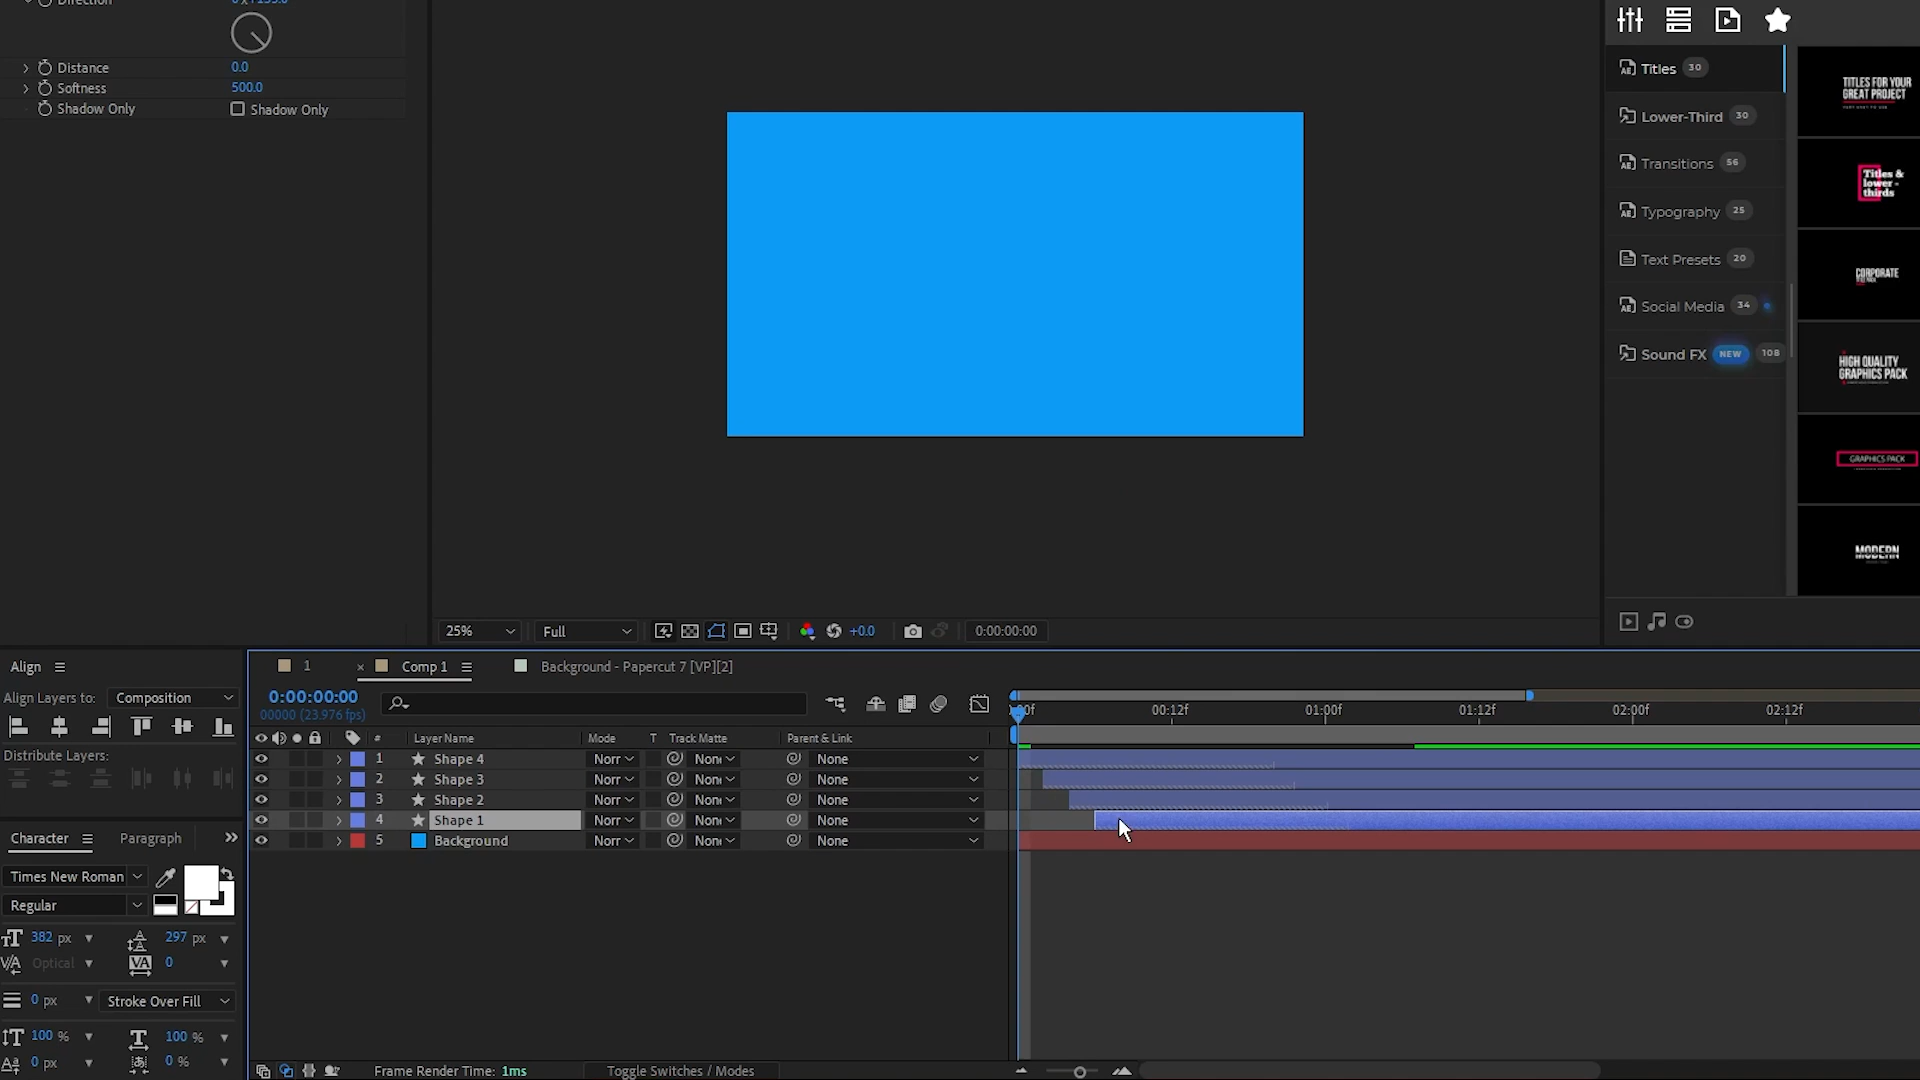 Direction
Distance 0.0
Softness 500.0
Shadow Only Shadow Only
Titles 30
Lower-Third 30
Transitions 56
Typography 25
Text Presets 20
Social Media 34
Sound FX NEW 108
TITLES FOR YOUR
GREAT PROJECT
Titles &
lower -
thirds
CORPORATE
HIGH QUALITY
GRAPHICS PACK
GRAPHICS PACK
MODERN
25% Full +0.0 0:00:00:00
Align
Align Layers to: Composition
Distribute Layers:
Character Paragraph
Times New Roman
Regular
382 px 297 px
Optical 0
0 px Stroke Over Fill
100 % 100 %
0 px 0 %
1 Comp 1 Background - Papercut 7 [VP][2]
0:00:00:00
00000 (23.976 fps)
00:12f 01:00f 01:12f 02:00f 02:12f
# Layer Name Mode T Track Matte Parent & Link
1 Shape 4 Norr None None
2 Shape 3 Norr None None
3 Shape 2 Norr None None
4 Shape 1 Norr None None
5 Background Norr None None
Frame Render Time: 1ms Toggle Switches / Modes